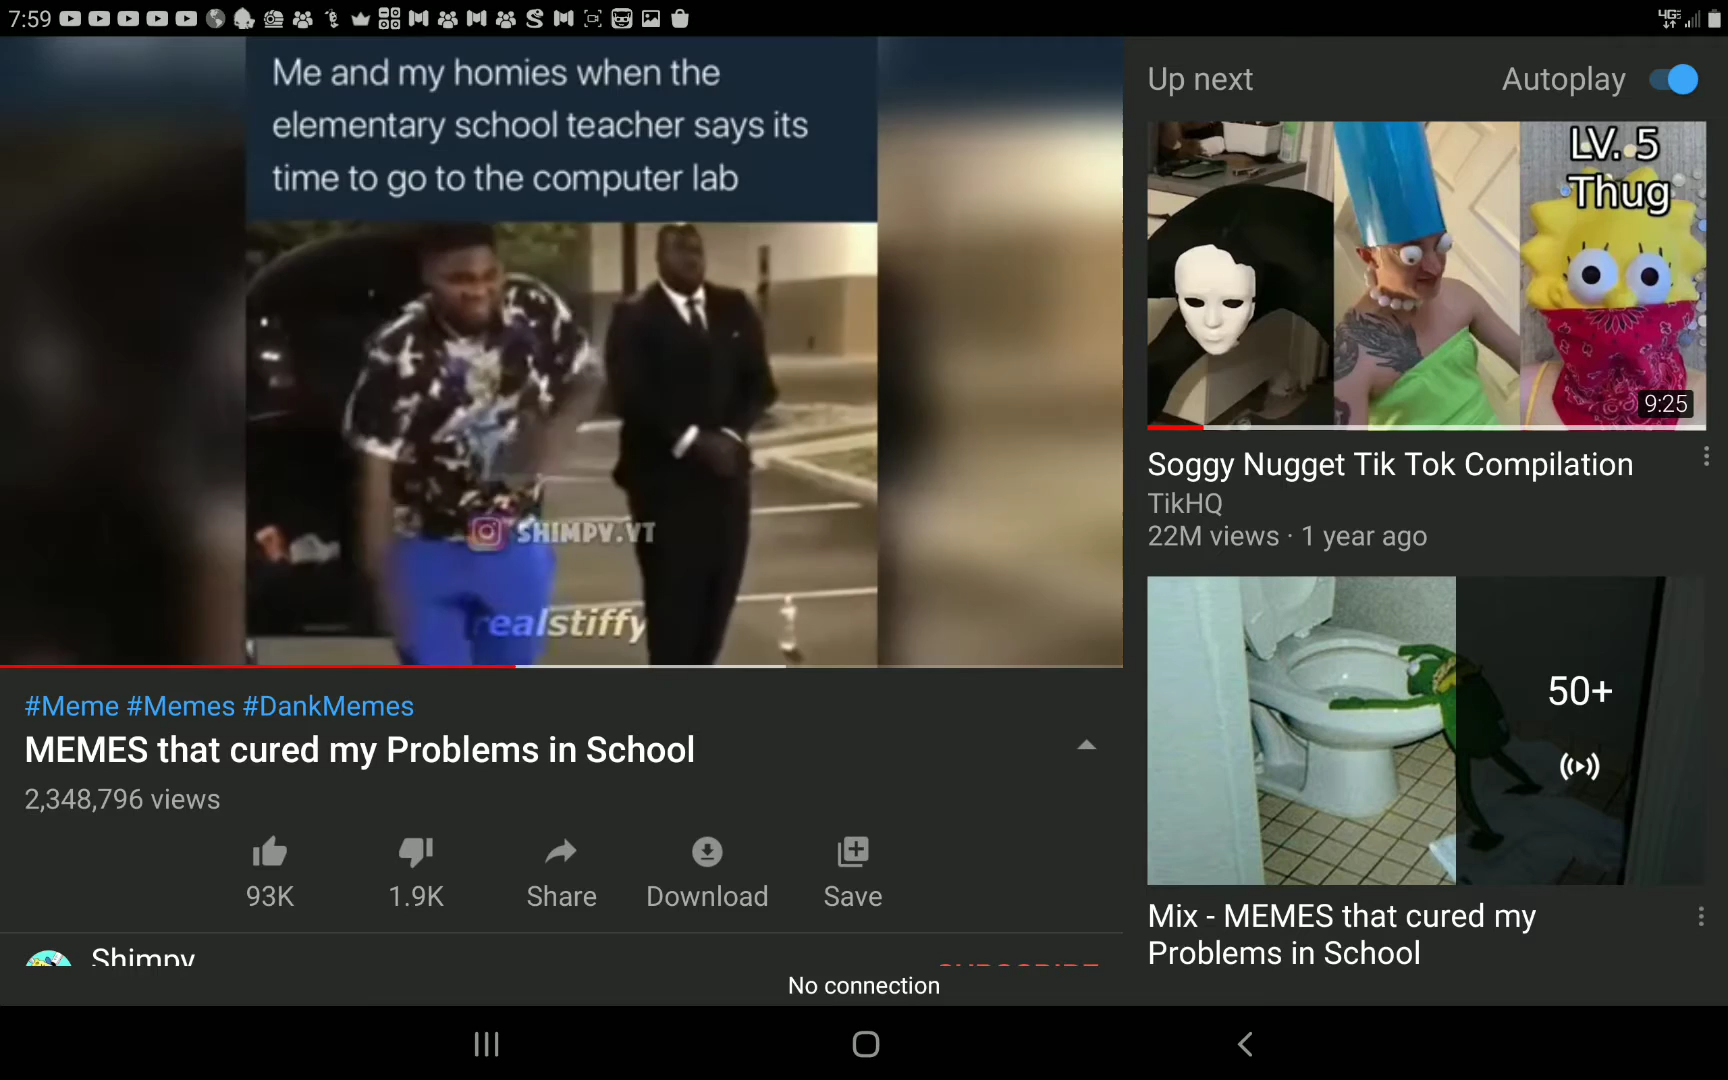 7:59
4G
Me and my homies when the
elementary school teacher says its
time to go to the computer lab
SHIMPY.YT
realstiffy
#Meme #Memes #DankMemes
MEMES that cured my Problems in School
2,348,796 views
93K
1.9K
Share
Download
Save
Shimpy
SUBSCRIBE
Up next
Autoplay
LV. 5
Thug
9:25
Soggy Nugget Tik Tok Compilation
TikHQ
22M views · 1 year ago
50+
Mix - MEMES that cured my
Problems in School
No connection